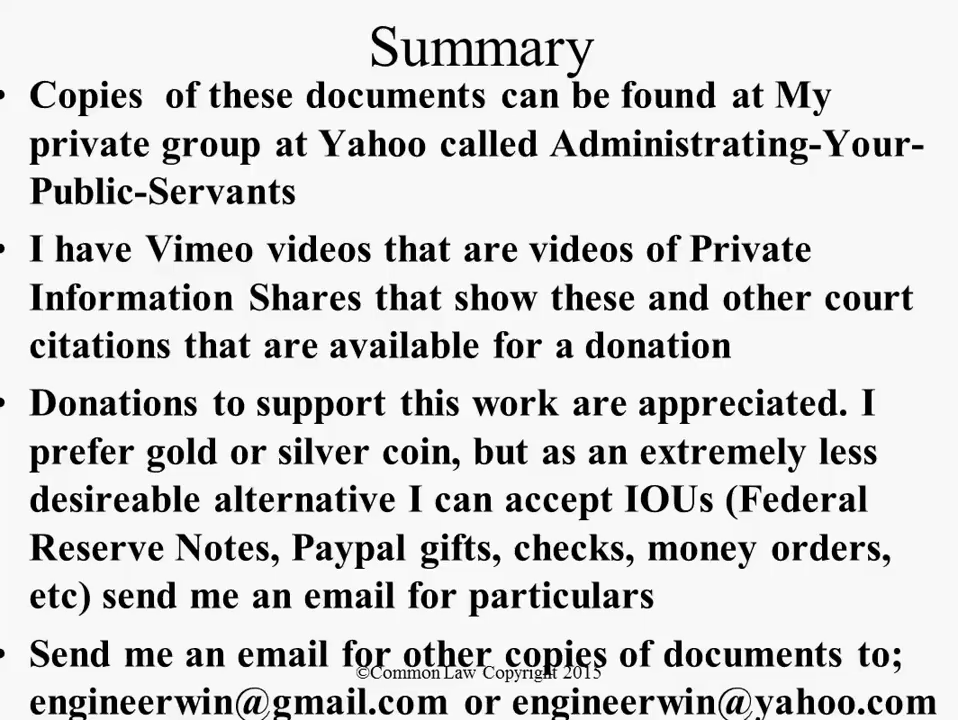 Summary
• Copies of these documents can be found at My
private group at Yahoo called Administrating-Your-
Public-Servants
• I have Vimeo videos that are videos of Private
Information Shares that show these and other court
citations that are available for a donation
• Donations to support this work are appreciated. I
prefer gold or silver coin, but as an extremely less
desireable alternative I can accept IOUs (Federal
Reserve Notes, Paypal gifts, checks, money orders,
etc) send me an email for particulars
• Send me an email for other copies of documents to;
©Common Law Copyright 2015
engineerwin@gmail.com or engineerwin@yahoo.com